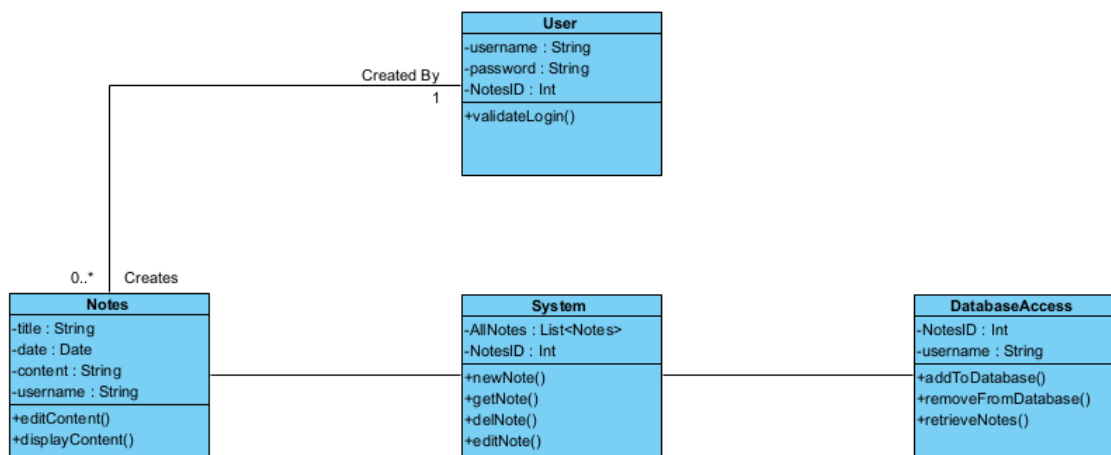 User
-username : String
-password : String
-NotesID : Int
+validateLogin()
Created By
1
0..*
Creates
Notes
-title : String
-date : Date
-content : String
-username : String
+editContent()
+displayContent()
System
-AllNotes : List<Notes>
-NotesID : Int
+newNote()
+getNote()
+delNote()
+editNote()
DatabaseAccess
-NotesID : Int
-username : String
+addToDatabase()
+removeFromDatabase()
+retrieveNotes()